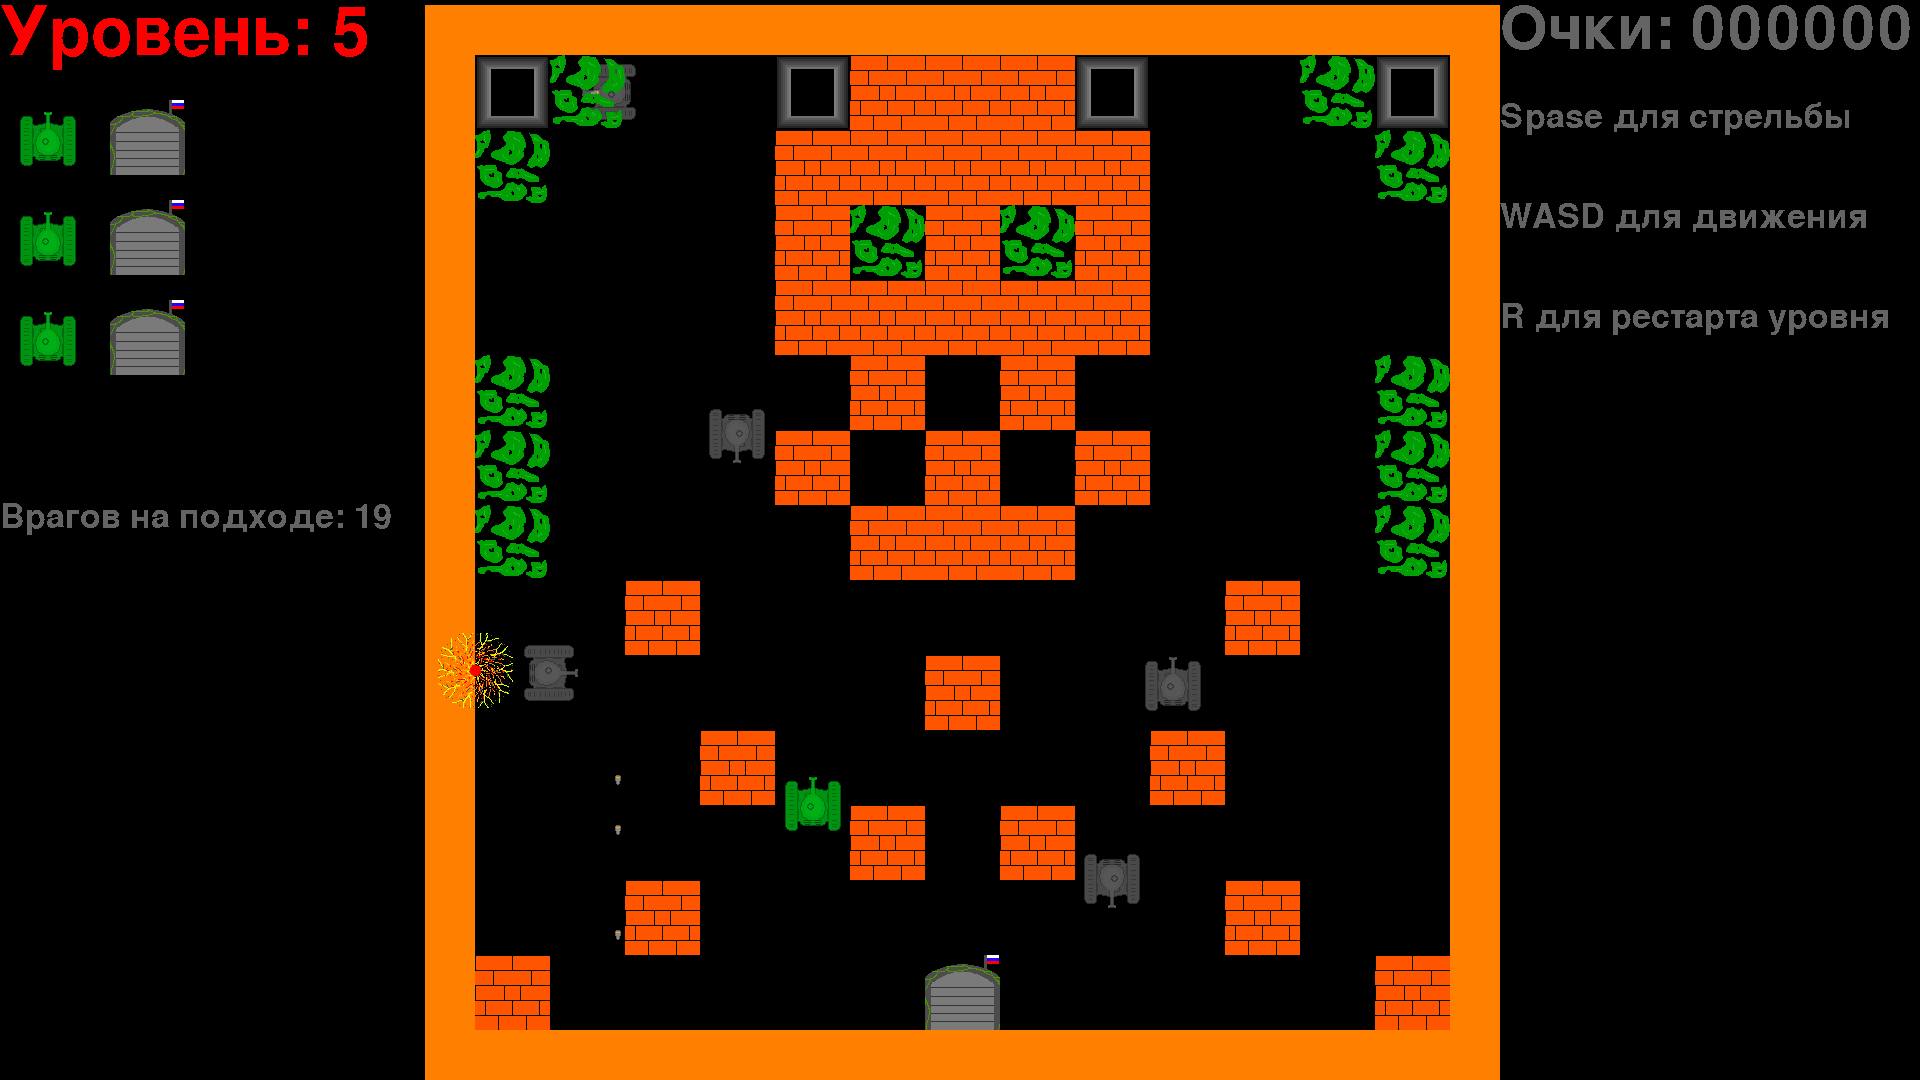 Уровень: 5
Очки: 000000
Spase для стрельбы
WASD для движения
R для рестарта уровня
Врагов на подходе: 19